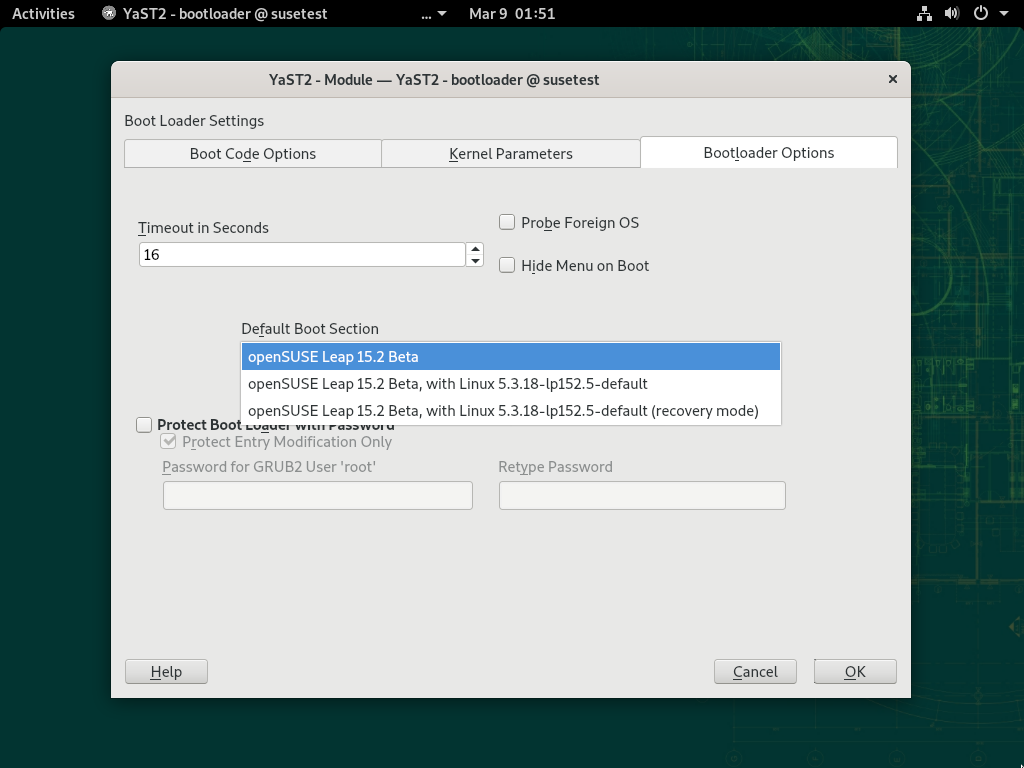 Activities YaST2 - bootloader @ susetest ... Mar 9 01:51
YaST2 - Module — YaST2 - bootloader @ susetest ×
Boot Loader Settings
Boot Code Options Kernel Parameters Bootloader Options
Timeout in Seconds
16
Probe Foreign OS
Hide Menu on Boot
Default Boot Section
openSUSE Leap 15.2 Beta
openSUSE Leap 15.2 Beta, with Linux 5.3.18-lp152.5-default
openSUSE Leap 15.2 Beta, with Linux 5.3.18-lp152.5-default (recovery mode)
Protect Boot Loader with Password
Protect Entry Modification Only
Password for GRUB2 User 'root' Retype Password
Help Cancel OK